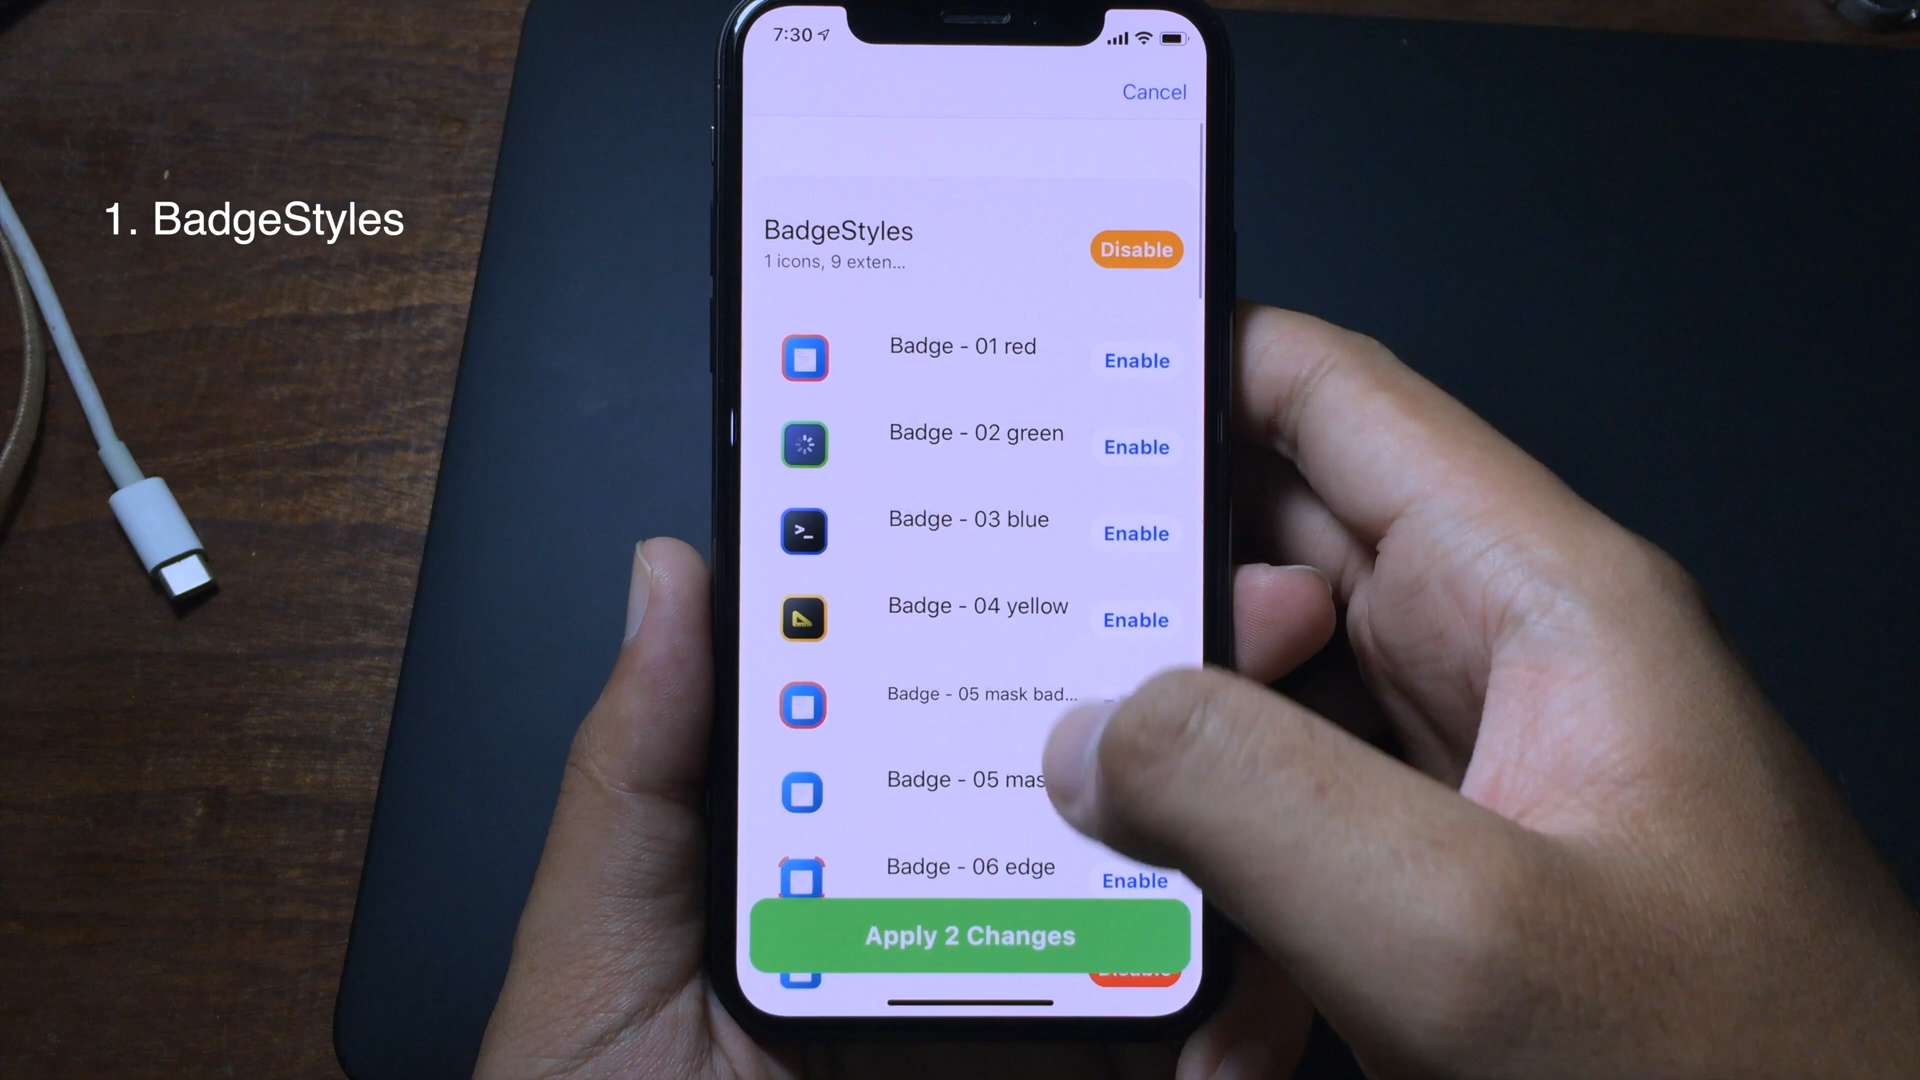 1. BadgeStyles
7:30
Cancel
BadgeStyles
1 icons, 9 exten...
Disable
Badge - 01 red
Enable
Badge - 02 green
Enable
Badge - 03 blue
Enable
>_
Badge - 04 yellow
Enable
Badge - 05 mask bad...
Badge - 05 mas
Badge - 06 edge
Enable
Apply 2 Changes
Disable